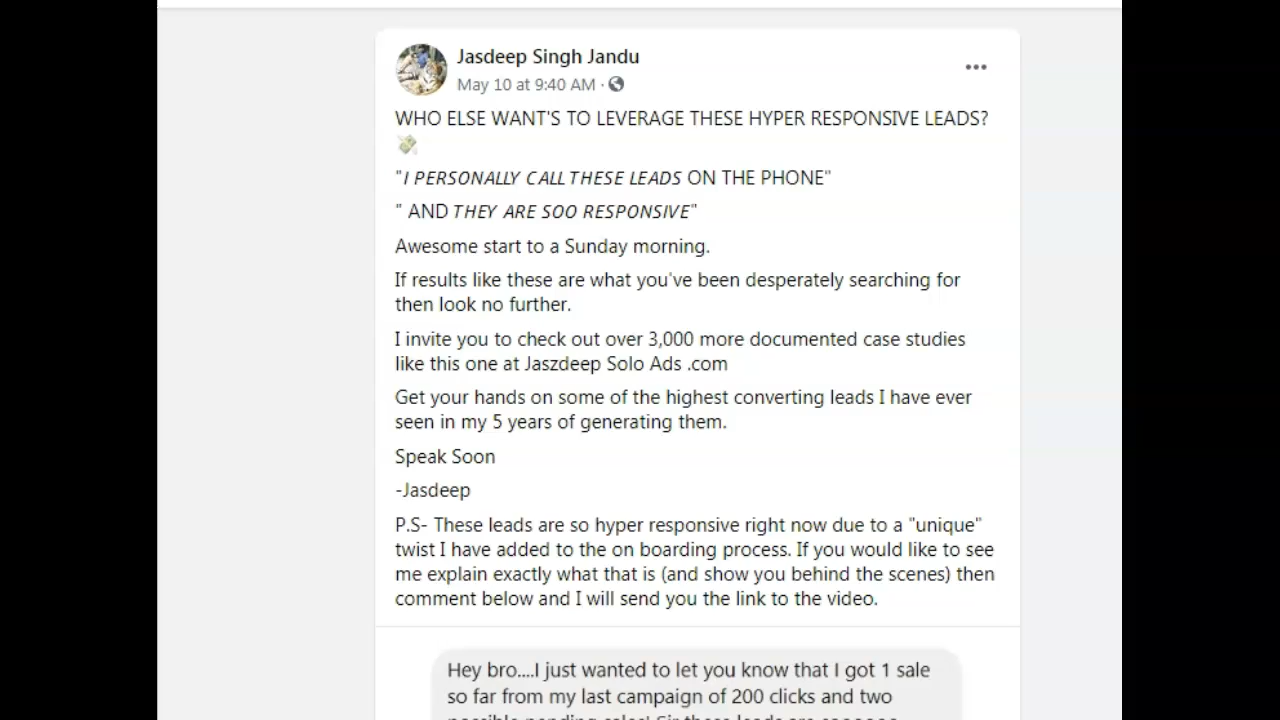 Jasdeep Singh Jandu
May 10 at 9:40 AM ·
WHO ELSE WANT'S TO LEVERAGE THESE HYPER RESPONSIVE LEADS?
💸
"I PERSONALLY CALL THESE LEADS ON THE PHONE"
" AND THEY ARE SOO RESPONSIVE"
Awesome start to a Sunday morning.
If results like these are what you've been desperately searching for
then look no further.
I invite you to check out over 3,000 more documented case studies
like this one at Jaszdeep Solo Ads .com
Get your hands on some of the highest converting leads I have ever
seen in my 5 years of generating them.
Speak Soon
-Jasdeep
P.S- These leads are so hyper responsive right now due to a "unique"
twist I have added to the on boarding process. If you would like to see
me explain exactly what that is (and show you behind the scenes) then
comment below and I will send you the link to the video.
Hey bro....I just wanted to let you know that I got 1 sale
so far from my last campaign of 200 clicks and two